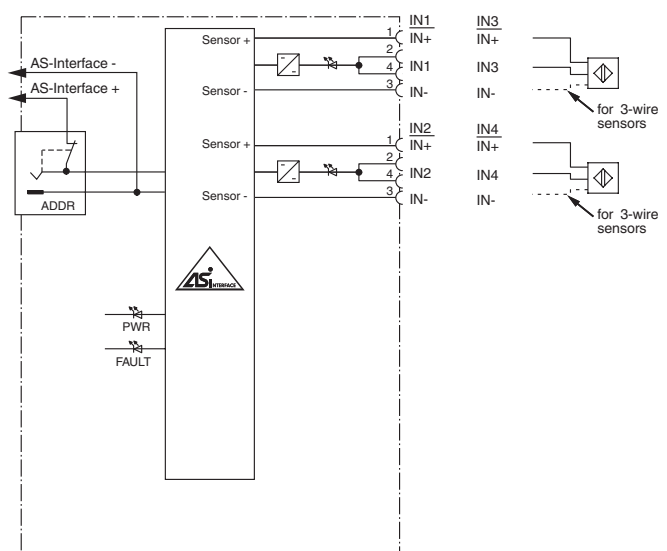 IN1 IN3
Sensor + 1 IN+ IN+
AS-Interface - 2
4 IN1 IN3
AS-Interface + Sensor - 3 IN- IN-
for 3-wire
sensors
IN2 IN4
Sensor + 1 IN+ IN+
2
4 IN2 IN4
ADDR Sensor - 3 IN- IN-
for 3-wire
sensors
ASi INTERFACE
PWR
FAULT